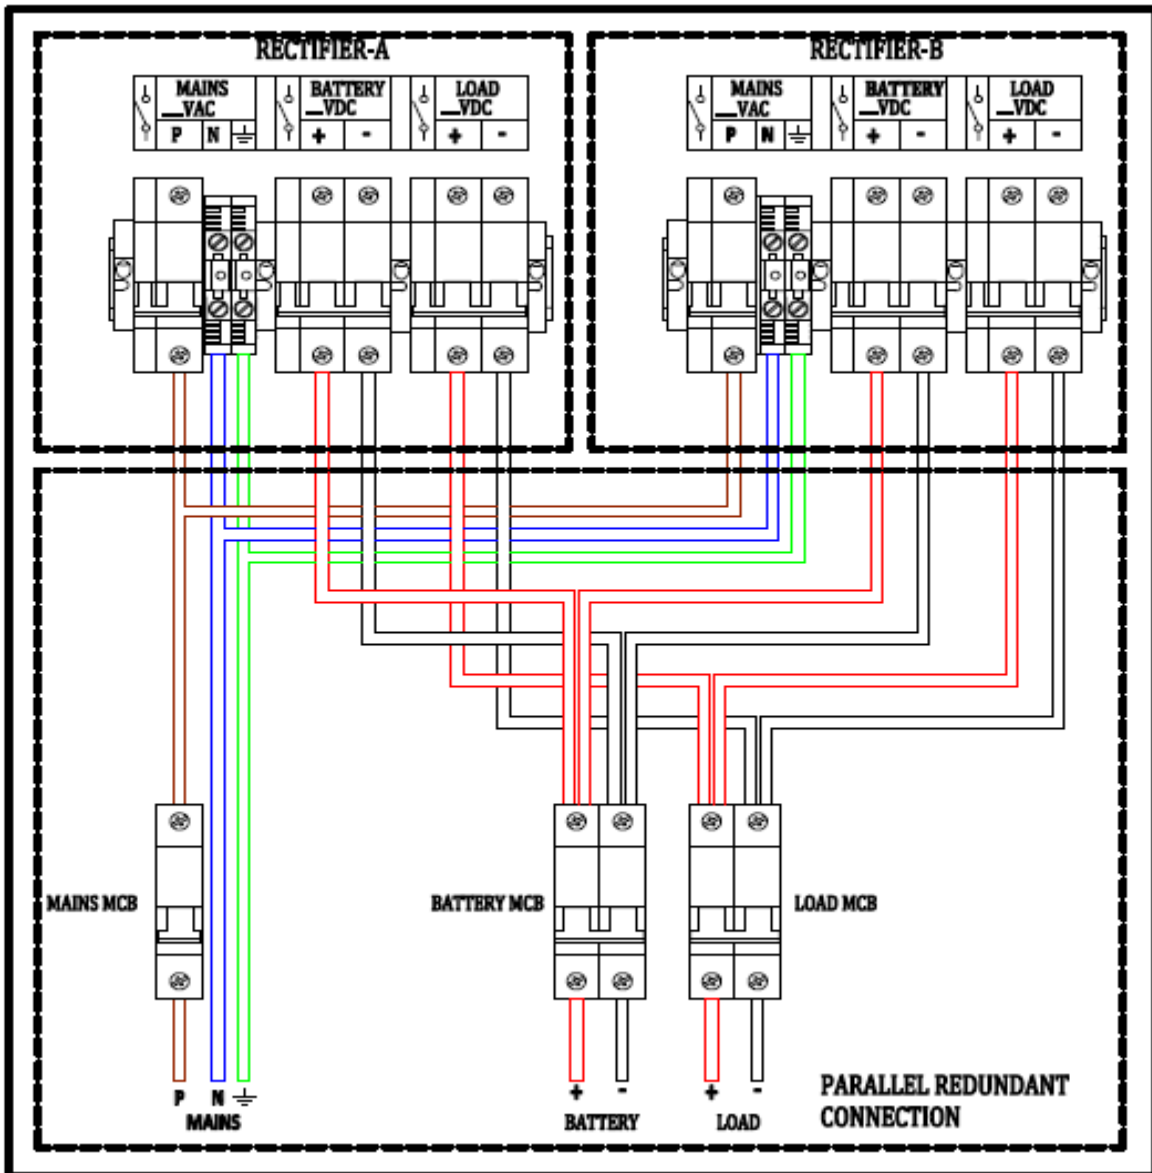 RECTIFIER-A
MAINS
__VAC
P N
BATTERY
__VDC
+ -
LOAD
__VDC
+ -
RECTIFIER-B
MAINS
__VAC
P N
BATTERY
__VDC
+ -
LOAD
__VDC
+ -
MAINS MCB
BATTERY MCB
LOAD MCB
P N
MAINS
+ -
BATTERY
+ -
LOAD
PARALLEL REDUNDANT
CONNECTION